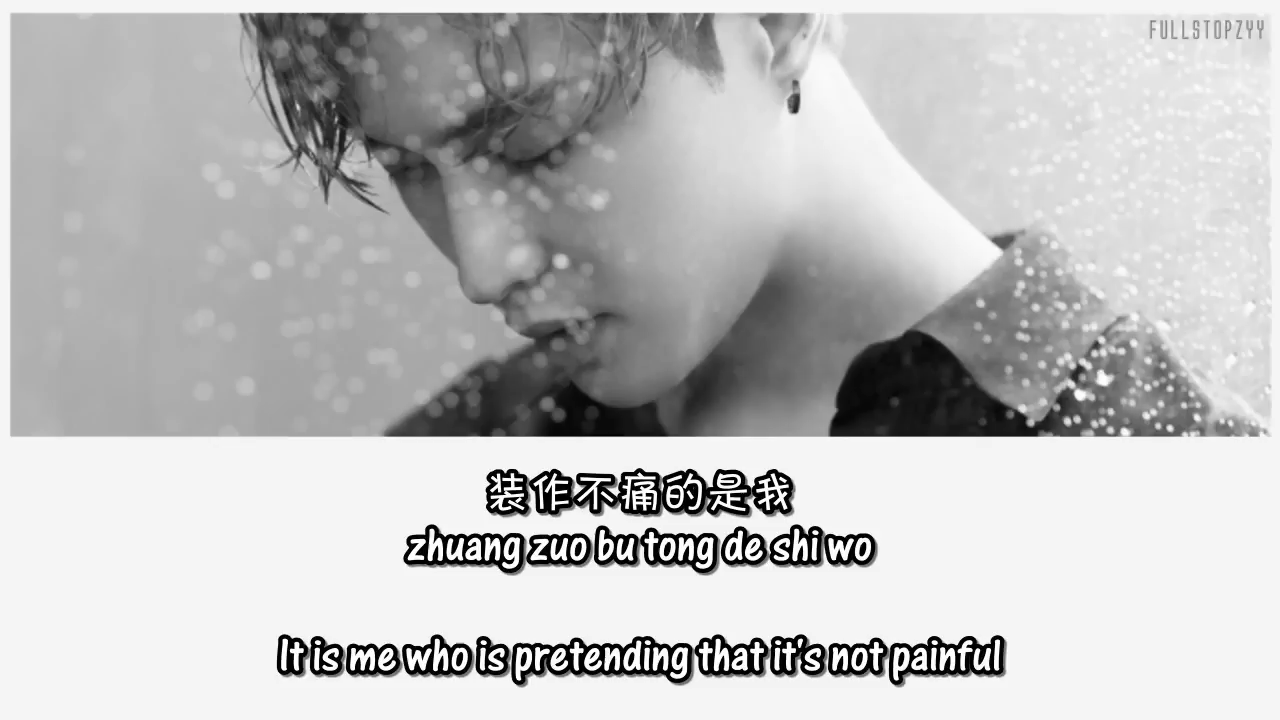 FULLSTOPZYY
装作不痛的是我
zhuang zuo bu tong de shi wo
It is me who is pretending that it's not painful